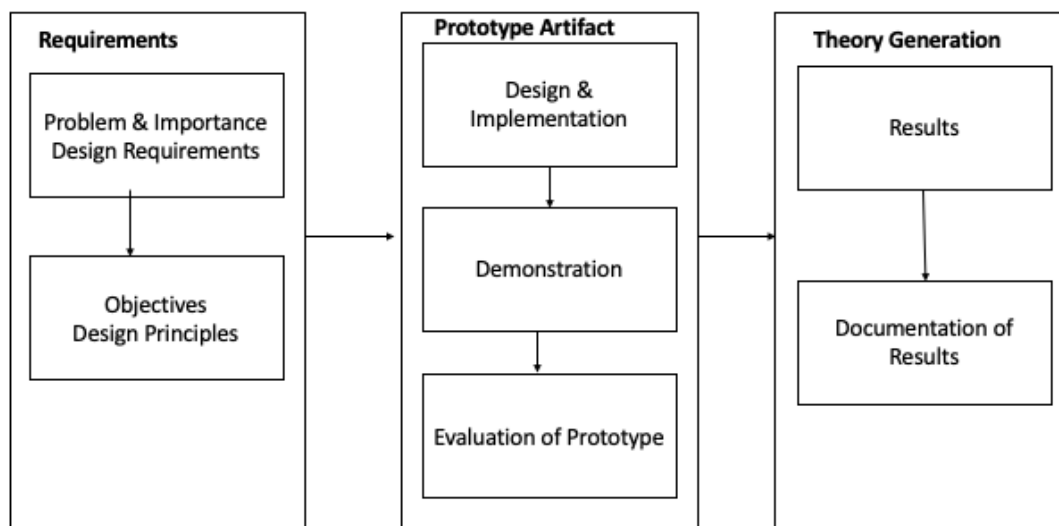 Requirements
Problem & Importance
Design Requirements
Objectives
Design Principles
Prototype Artifact
Design &
Implementation
Demonstration
Evaluation of Prototype
Theory Generation
Results
Documentation of
Results